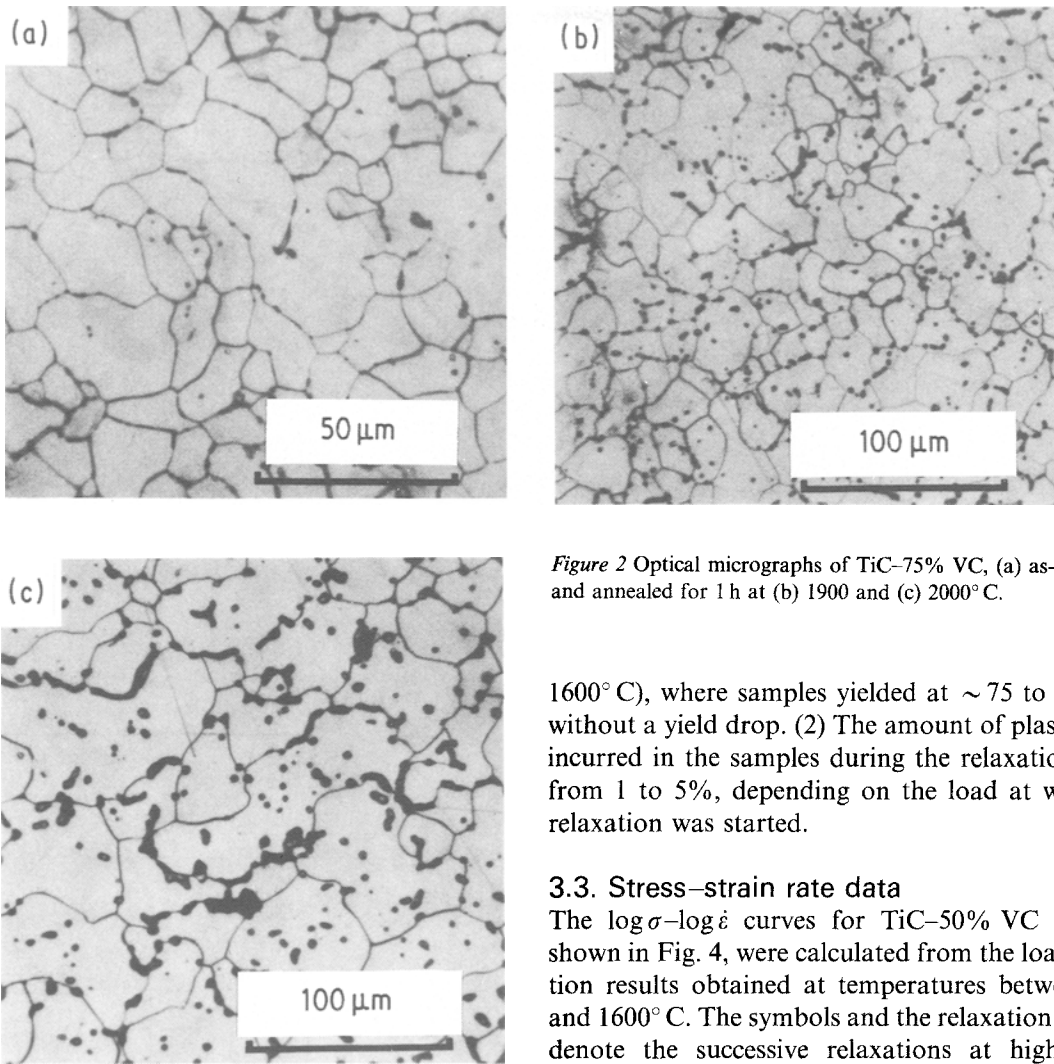 (a)
50 μm
(b)
100 μm
(c)
100 μm
Figure 2 Optical micrographs of TiC–75% VC, (a) as-
and annealed for 1 h at (b) 1900 and (c) 2000° C.
1600° C), where samples yielded at ~ 75 to
without a yield drop. (2) The amount of plas
incurred in the samples during the relaxatio
from 1 to 5%, depending on the load at w
relaxation was started.
3.3. Stress–strain rate data
The log σ–log ε̇ curves for TiC–50% VC
shown in Fig. 4, were calculated from the loa
tion results obtained at temperatures betw
and 1600° C. The symbols and the relaxation
denote the successive relaxations at high